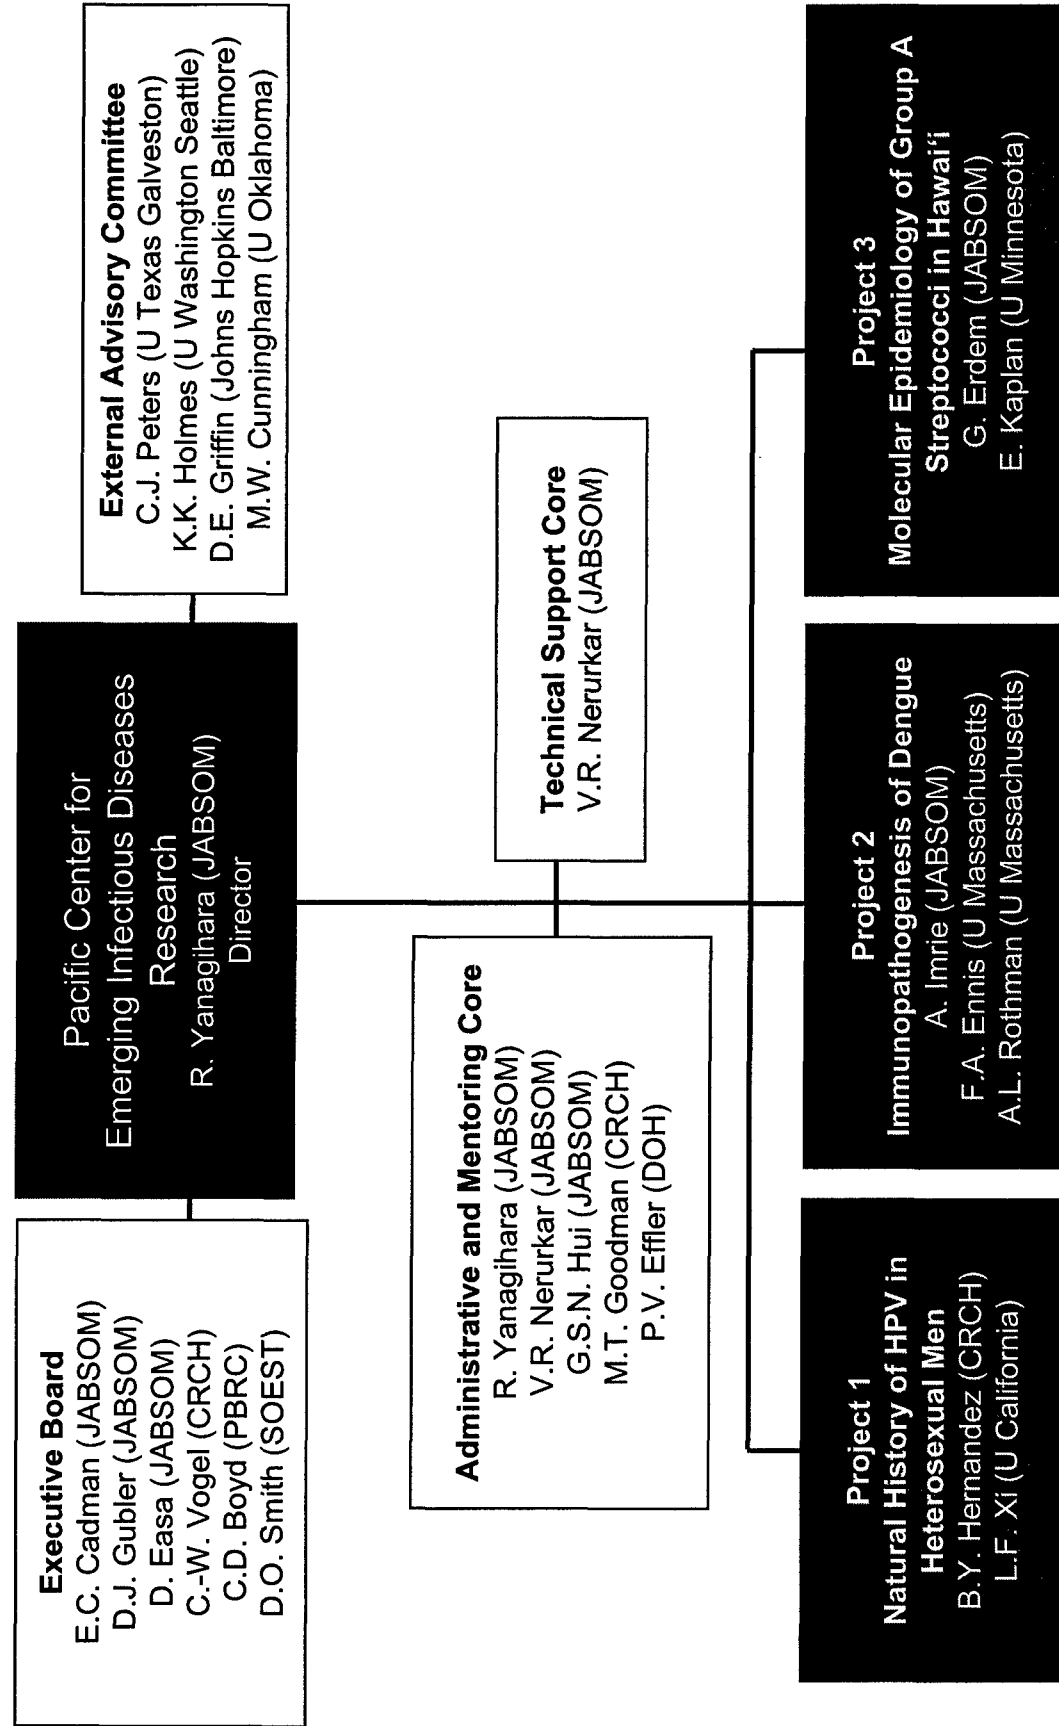 Executive Board
E.C. Cadman (JABSOM)
D.J. Gubler (JABSOM)
D. Easa (JABSOM)
C.-W. Vogel (CRCH)
C.D. Boyd (PBRC)
D.O. Smith (SOEST)
Pacific Center for
Emerging Infectious Diseases
Research
R. Yanagihara (JABSOM)
Director
External Advisory Committee
C.J. Peters (U Texas Galveston)
K.K. Holmes (U Washington Seattle)
D.E. Griffin (Johns Hopkins Baltimore)
M.W. Cunningham (U Oklahoma)
Administrative and Mentoring Core
R. Yanagihara (JABSOM)
V.R. Nerurkar (JABSOM)
G.S.N. Hui (JABSOM)
M.T. Goodman (CRCH)
P.V. Effler (DOH)
Technical Support Core
V.R. Nerurkar (JABSOM)
Project 1
Natural History of HPV in
Heterosexual Men
B.Y. Hernandez (CRCH)
L.F. Xi (U California)
Project 2
Immunopathogenesis of Dengue
A. Imrie (JABSOM)
F.A. Ennis (U Massachusetts)
A.L. Rothman (U Massachusetts)
Project 3
Molecular Epidemiology of Group A
Streptococci in Hawai‘i
G. Erdem (JABSOM)
E. Kaplan (U Minnesota)